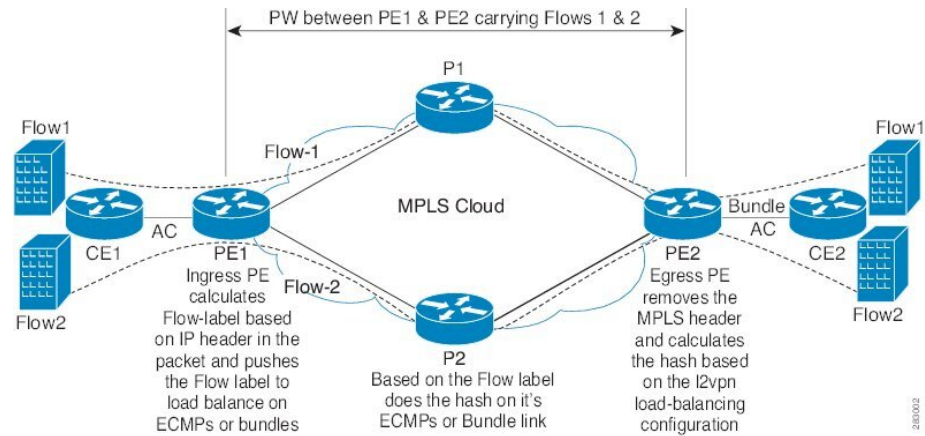 PW between PE1 & PE2 carrying Flows 1 & 2
P1
Flow1
Flow-1
Flow1
MPLS Cloud
Bundle
AC
AC
CE1
PE1
PE2
CE2
Flow2
Flow-2
Flow2
Ingress PE
calculates
Flow-label based
on IP header in the
packet and pushes
the Flow label to
load balance on
ECMPs or bundles
P2
Based on the Flow label
does the hash on it's
ECMPs or Bundle link
Egress PE
removes the
MPLS header
and calculates
the hash based
on the l2vpn
load-balancing
configuration
283002